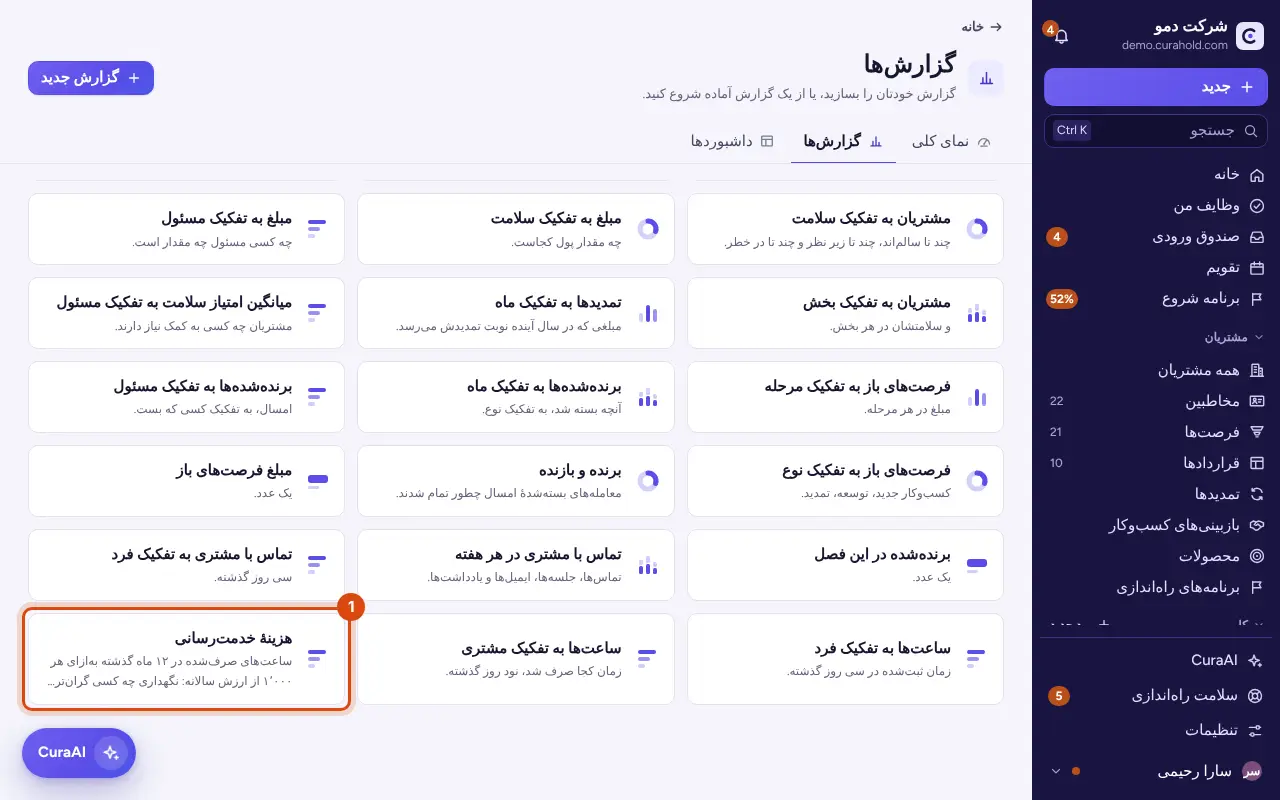 شرکت دمو
demo.curahold.com
4
جدید
جستجو
Ctrl K
خانه
وظایف من
صندوق ورودی
4
تقویم
برنامه شروع
52%
مشتریان
همه مشتریان
مخاطبین
22
فرصت‌ها
21
قراردادها
10
تمدیدها
بازبینی‌های کسب‌وکار
محصولات
برنامه‌های راه‌اندازی
CuraAI
سلامت راه‌اندازی
5
تنظیمات
سر
سارا رحیمی
خانه
گزارش‌ها
گزارش خودتان را بسازید، یا از یک گزارش آماده شروع کنید.
گزارش جدید
نمای کلی
گزارش‌ها
داشبوردها
مشتریان به تفکیک سلامت
چند تا سالم‌اند، چند تا زیر نظر و چند تا در خطر.
مبلغ به تفکیک سلامت
چه مقدار پول کجاست.
مبلغ به تفکیک مسئول
چه کسی مسئول چه مقدار است.
مشتریان به تفکیک بخش
و سلامتشان در هر بخش.
تمدیدها به تفکیک ماه
مبلغی که در سال آینده نوبت تمدیدش می‌رسد.
میانگین امتیاز سلامت به تفکیک مسئول
مشتریان چه کسی به کمک نیاز دارند.
فرصت‌های باز به تفکیک مرحله
مبلغ در هر مرحله.
برنده‌شده‌ها به تفکیک ماه
آنچه بسته شد، به تفکیک نوع.
برنده‌شده‌ها به تفکیک مسئول
امسال، به تفکیک کسی که بست.
فرصت‌های باز به تفکیک نوع
کسب‌وکار جدید، توسعه، تمدید.
برنده و بازنده
معامله‌های بسته‌شدهٔ امسال چطور تمام شدند.
مبلغ فرصت‌های باز
یک عدد.
برنده‌شده در این فصل
یک عدد.
تماس با مشتری در هر هفته
تماس‌ها، جلسه‌ها، ایمیل‌ها و یادداشت‌ها.
تماس با مشتری به تفکیک فرد
سی روز گذشته.
ساعت‌ها به تفکیک فرد
زمان ثبت‌شده در سی روز گذشته.
ساعت‌ها به تفکیک مشتری
زمان کجا صرف شد، نود روز گذشته.
1
هزینهٔ خدمت‌رسانی
ساعت‌های صرف‌شده در ۱۲ ماه گذشته به‌ازای هر
۱٬۰۰۰ از ارزش سالانه: نگهداری چه کسی گران‌تر…
CuraAI